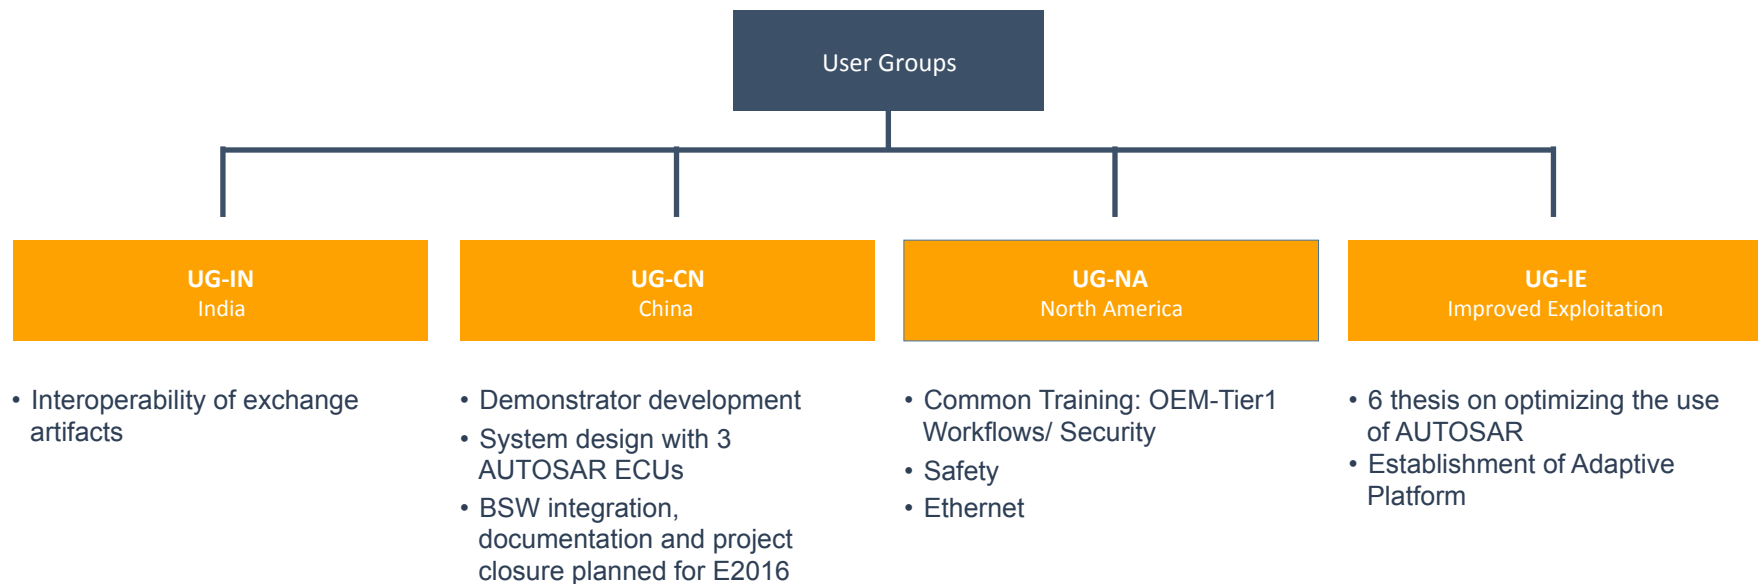 User Groups
UG-IN
India
• Interoperability of exchange
artifacts
UG-CN
China
• Demonstrator development
• System design with 3
AUTOSAR ECUs
• BSW integration,
documentation and project
closure planned for E2016
UG-NA
North America
• Common Training: OEM-Tier1
Workflows/ Security
• Safety
• Ethernet
UG-IE
Improved Exploitation
• 6 thesis on optimizing the use
of AUTOSAR
• Establishment of Adaptive
Platform